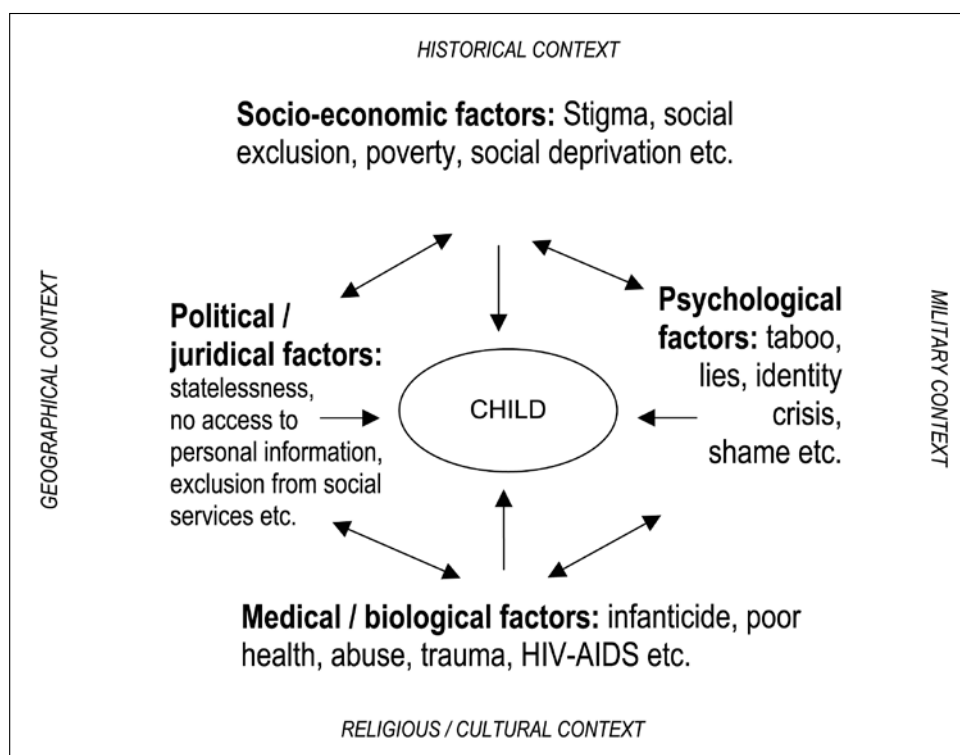 HISTORICAL CONTEXT
Socio-economic factors: Stigma, social
exclusion, poverty, social deprivation etc.
GEOGRAPHICAL CONTEXT
Political /
juridical factors:
statelessness,
no access to
personal information,
exclusion from social
services etc.
CHILD
Psychological
factors: taboo,
lies, identity
crisis,
shame etc.
MILITARY CONTEXT
Medical / biological factors: infanticide, poor
health, abuse, trauma, HIV-AIDS etc.
RELIGIOUS / CULTURAL CONTEXT